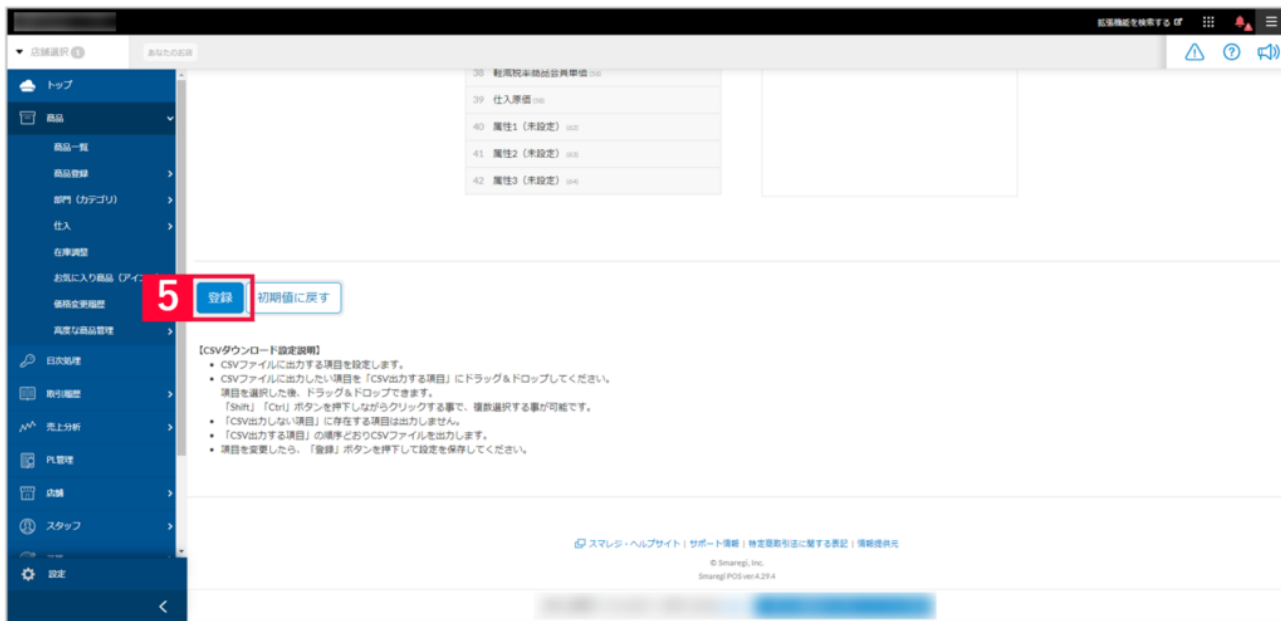 拡張機能を検索する
店舗選択 1
あなたのお店
トップ
商品
商品一覧
商品登録
部門（カテゴリ）
仕入
在庫調整
お気に入り商品（アイコ
価格変更履歴
高度な商品管理
日次処理
取引履歴
売上分析
PL管理
店舗
スタッフ
設定
38 軽減税率商品会員単価
39 仕入原価
40 属性1（未設定）
41 属性2（未設定）
42 属性3（未設定）
5
登録
初期値に戻す
【CSVダウンロード設定説明】
• CSVファイルに出力する項目を設定します。
• CSVファイルに出力したい項目を「CSV出力する項目」にドラッグ&ドロップしてください。
項目を選択した後、ドラッグ&ドロップできます。
「Shift」「Ctrl」ボタンを押下しながらクリックする事で、複数選択する事が可能です。
• 「CSV出力しない項目」に存在する項目は出力しません。
• 「CSV出力する項目」の順序どおりCSVファイルを出力します。
• 項目を変更したら、「登録」ボタンを押下して設定を保存してください。
スマレジ・ヘルプサイト | サポート情報 | 特定商取引法に関する表記 | 情報提供元
© Smaregi, Inc.
Smaregi POS ver.4.29.4